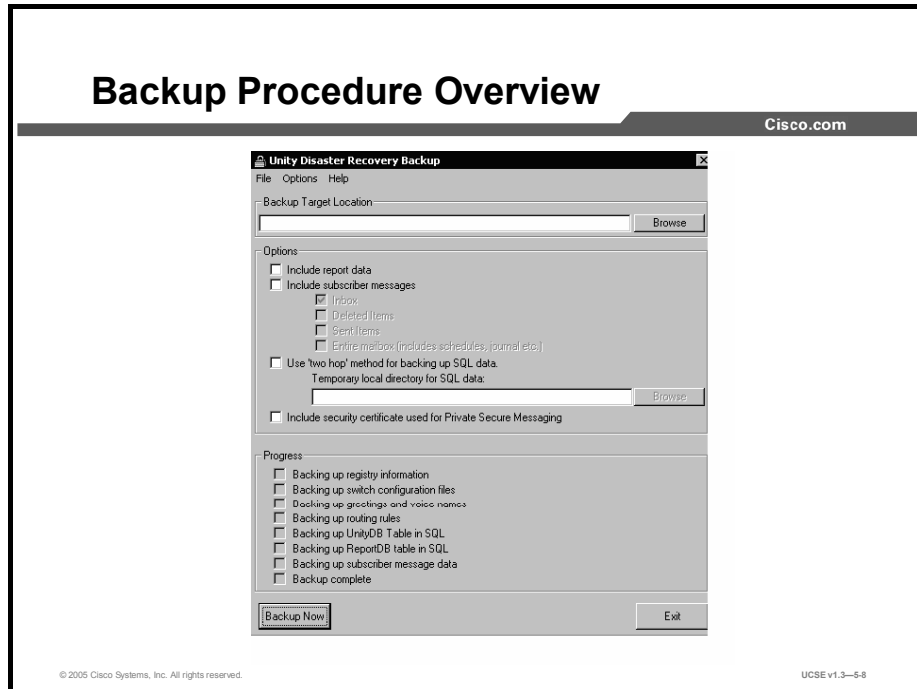 Backup Procedure Overview
Cisco.com
Unity Disaster Recovery Backup
File Options Help
Backup Target Location
Browse
Options
Include report data
Include subscriber messages
Inbox
Deleted Items
Sent Items
Entire mailbox (includes schedules, journal etc.)
Use 'two hop' method for backing up SQL data.
Temporary local directory for SQL data:
Browse
Include security certificate used for Private Secure Messaging
Progress
Backing up registry information
Backing up switch configuration files
Backing up greetings and voice names
Backing up routing rules
Backing up UnityDB Table in SQL
Backing up ReportDB table in SQL
Backing up subscriber message data
Backup complete
Backup Now
Exit
© 2005 Cisco Systems, Inc. All rights reserved.
UCSE v1.3—5-8